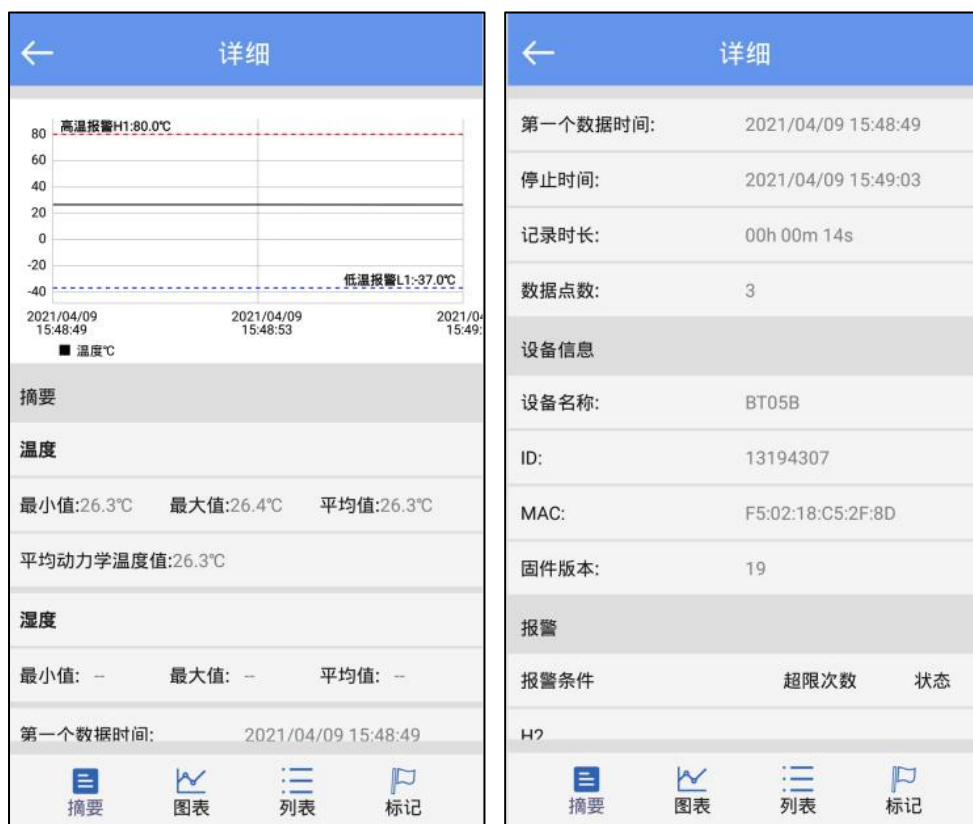 详细
高温报警H1:80.0℃
80
60
40
20
0
-20
低温报警L1:-37.0℃
-40
2021/04/09 2021/04/09 2021/0
15:48:49 15:48:53 15:49:
温度℃
摘要
温度
最小值:26.3℃ 最大值:26.4℃ 平均值:26.3℃
平均动力学温度值:26.3℃
湿度
最小值: -- 最大值: -- 平均值: --
第一个数据时间: 2021/04/09 15:48:49
摘要 图表 列表 标记
详细
第一个数据时间: 2021/04/09 15:48:49
停止时间: 2021/04/09 15:49:03
记录时长: 00h 00m 14s
数据点数: 3
设备信息
设备名称: BT05B
ID: 13194307
MAC: F5:02:18:C5:2F:8D
固件版本: 19
报警
报警条件 超限次数 状态
H2
摘要 图表 列表 标记